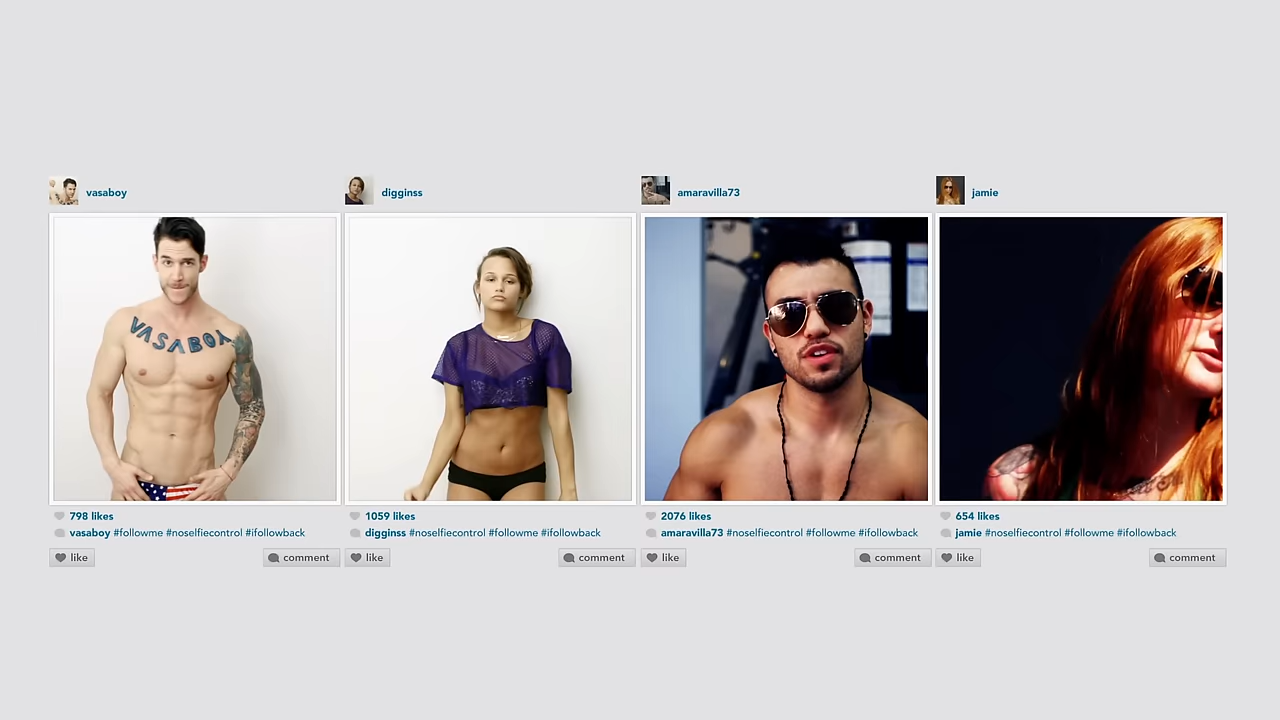 vasaboy
digginss
amaravilla73
jamie
VASABOY
798 likes
1059 likes
2076 likes
654 likes
vasaboy #followme #noselfiecontrol #ifollowback
digginss #noselfiecontrol #followme #ifollowback
amaravilla73 #noselfiecontrol #followme #ifollowback
jamie #noselfiecontrol #followme #ifollowback
like
comment
like
comment
like
comment
like
comment